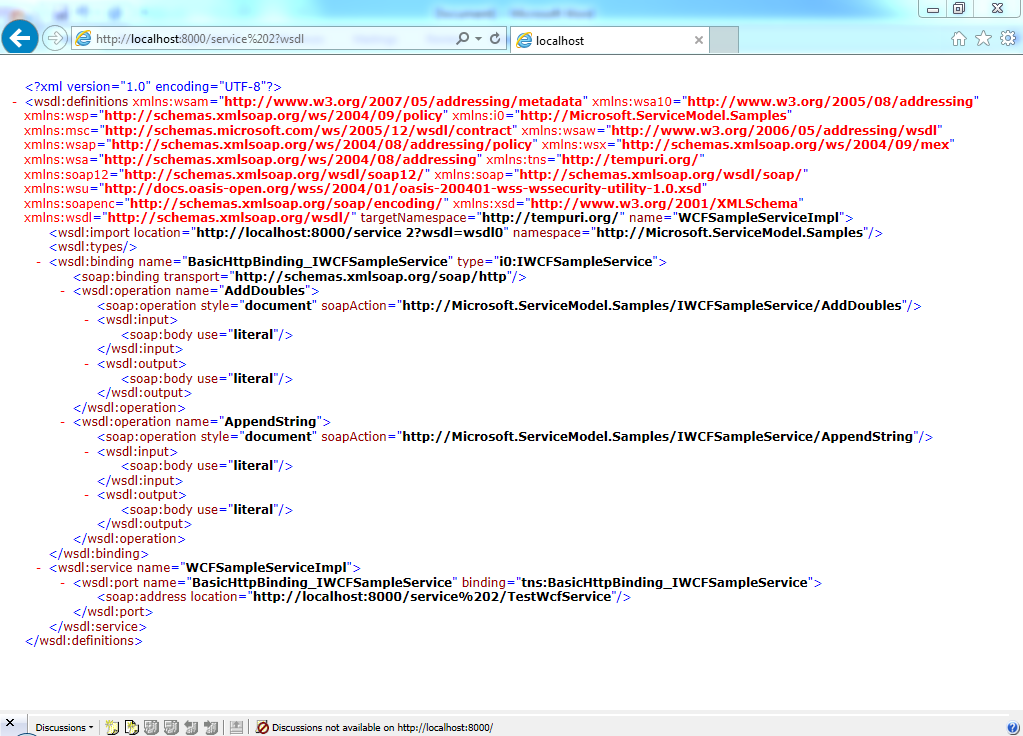 http://localhost:8000/service%202?wsdl
localhost
<?xml version="1.0" encoding="UTF-8"?>
- <wsdl:definitions xmlns:wsam="http://www.w3.org/2007/05/addressing/metadata" xmlns:wsa10="http://www.w3.org/2005/08/addressing"
xmlns:wsp="http://schemas.xmlsoap.org/ws/2004/09/policy" xmlns:i0="http://Microsoft.ServiceModel.Samples"
xmlns:msc="http://schemas.microsoft.com/ws/2005/12/wsdl/contract" xmlns:wsaw="http://www.w3.org/2006/05/addressing/wsdl"
xmlns:wsap="http://schemas.xmlsoap.org/ws/2004/08/addressing/policy" xmlns:wsx="http://schemas.xmlsoap.org/ws/2004/09/mex"
xmlns:wsa="http://schemas.xmlsoap.org/ws/2004/08/addressing" xmlns:tns="http://tempuri.org/"
xmlns:soap12="http://schemas.xmlsoap.org/wsdl/soap12/" xmlns:soap="http://schemas.xmlsoap.org/wsdl/soap/"
xmlns:wsu="http://docs.oasis-open.org/wss/2004/01/oasis-200401-wss-wssecurity-utility-1.0.xsd"
xmlns:soapenc="http://schemas.xmlsoap.org/soap/encoding/" xmlns:xsd="http://www.w3.org/2001/XMLSchema"
xmlns:wsdl="http://schemas.xmlsoap.org/wsdl/" targetNamespace="http://tempuri.org/" name="WCFSampleServiceImpl">
<wsdl:import location="http://localhost:8000/service 2?wsdl=wsdl0" namespace="http://Microsoft.ServiceModel.Samples"/>
<wsdl:types/>
- <wsdl:binding name="BasicHttpBinding_IWCFSampleService" type="i0:IWCFSampleService">
<soap:binding transport="http://schemas.xmlsoap.org/soap/http"/>
- <wsdl:operation name="AddDoubles">
<soap:operation style="document" soapAction="http://Microsoft.ServiceModel.Samples/IWCFSampleService/AddDoubles"/>
- <wsdl:input>
<soap:body use="literal"/>
</wsdl:input>
- <wsdl:output>
<soap:body use="literal"/>
</wsdl:output>
</wsdl:operation>
- <wsdl:operation name="AppendString">
<soap:operation style="document" soapAction="http://Microsoft.ServiceModel.Samples/IWCFSampleService/AppendString"/>
- <wsdl:input>
<soap:body use="literal"/>
</wsdl:input>
- <wsdl:output>
<soap:body use="literal"/>
</wsdl:output>
</wsdl:operation>
</wsdl:binding>
- <wsdl:service name="WCFSampleServiceImpl">
- <wsdl:port name="BasicHttpBinding_IWCFSampleService" binding="tns:BasicHttpBinding_IWCFSampleService">
<soap:address location="http://localhost:8000/service%202/TestWcfService"/>
</wsdl:port>
</wsdl:service>
</wsdl:definitions>
Discussions
Discussions not available on http://localhost:8000/